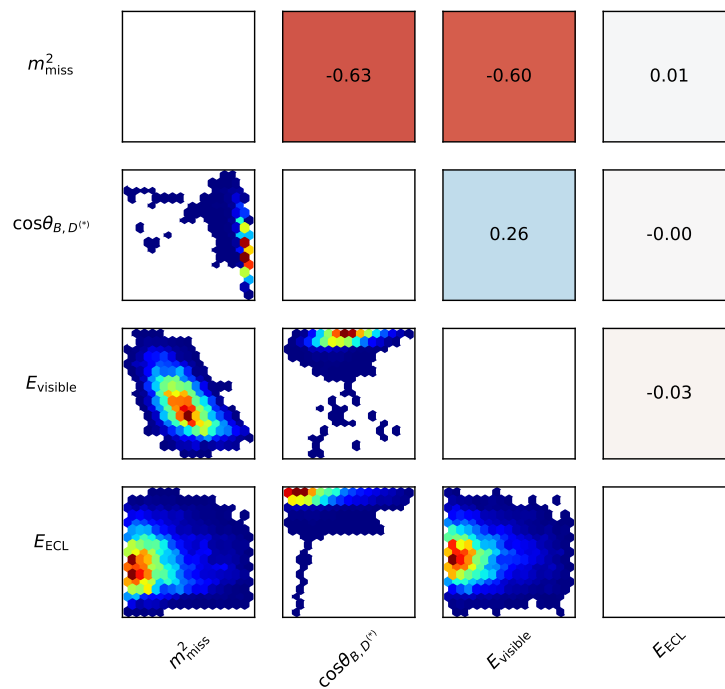 m²miss
-0.63
-0.60
0.01
cosθB, D(*)
0.26
-0.00
Evisible
-0.03
EECL
m²miss
cosθB, D(*)
Evisible
EECL